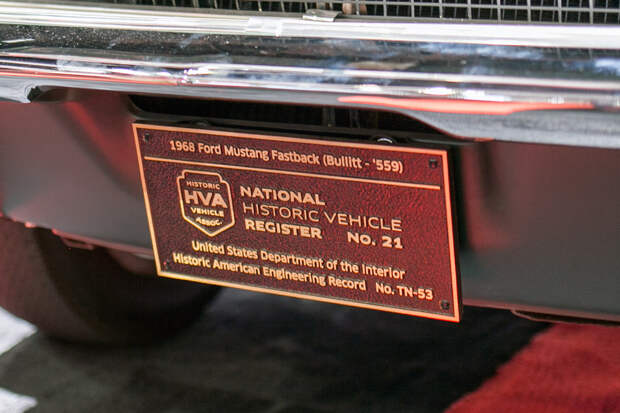 1968 Ford Mustang Fastback (Bullitt - '559)
HISTORIC
HVA
VEHICLE
ASSOC.
NATIONAL
HISTORIC VEHICLE
REGISTER No. 21
United States Department of the Interior
Historic American Engineering Record No. TN-53